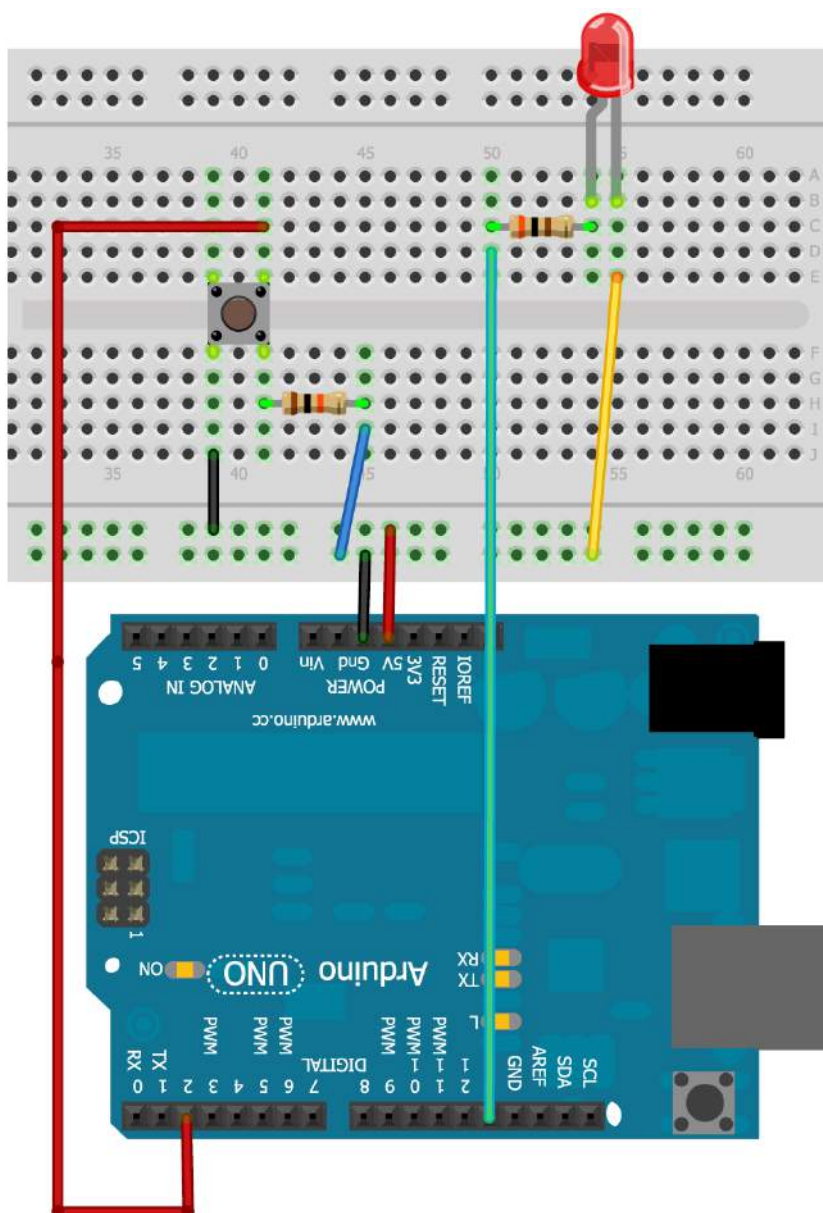 35 40 45 50 55 60
A
B
C
D
E
F
G
H
I
J
35 40 45 50 55 60
5 4 3 2 1 0 Vin Gnd 5V 3V3 RESET IOREF
ANALOG IN POWER
www.arduino.cc
ICSP
1
ON UNO Arduino RX
TX
L
PWM PWM PWM PWM PWM PWM
RX TX DIGITAL
0 1 2 3 4 5 6 7 8 9 10 11 12 GND AREF SDA SCL